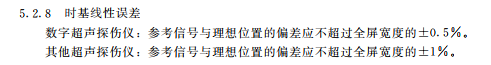 5.2.8 时基线性误差
数字超声探伤仪：参考信号与理想位置的偏差应不超过全屏宽度的±0.5%。
其他超声探伤仪：参考信号与理想位置的偏差应不超过全屏宽度的±1%。